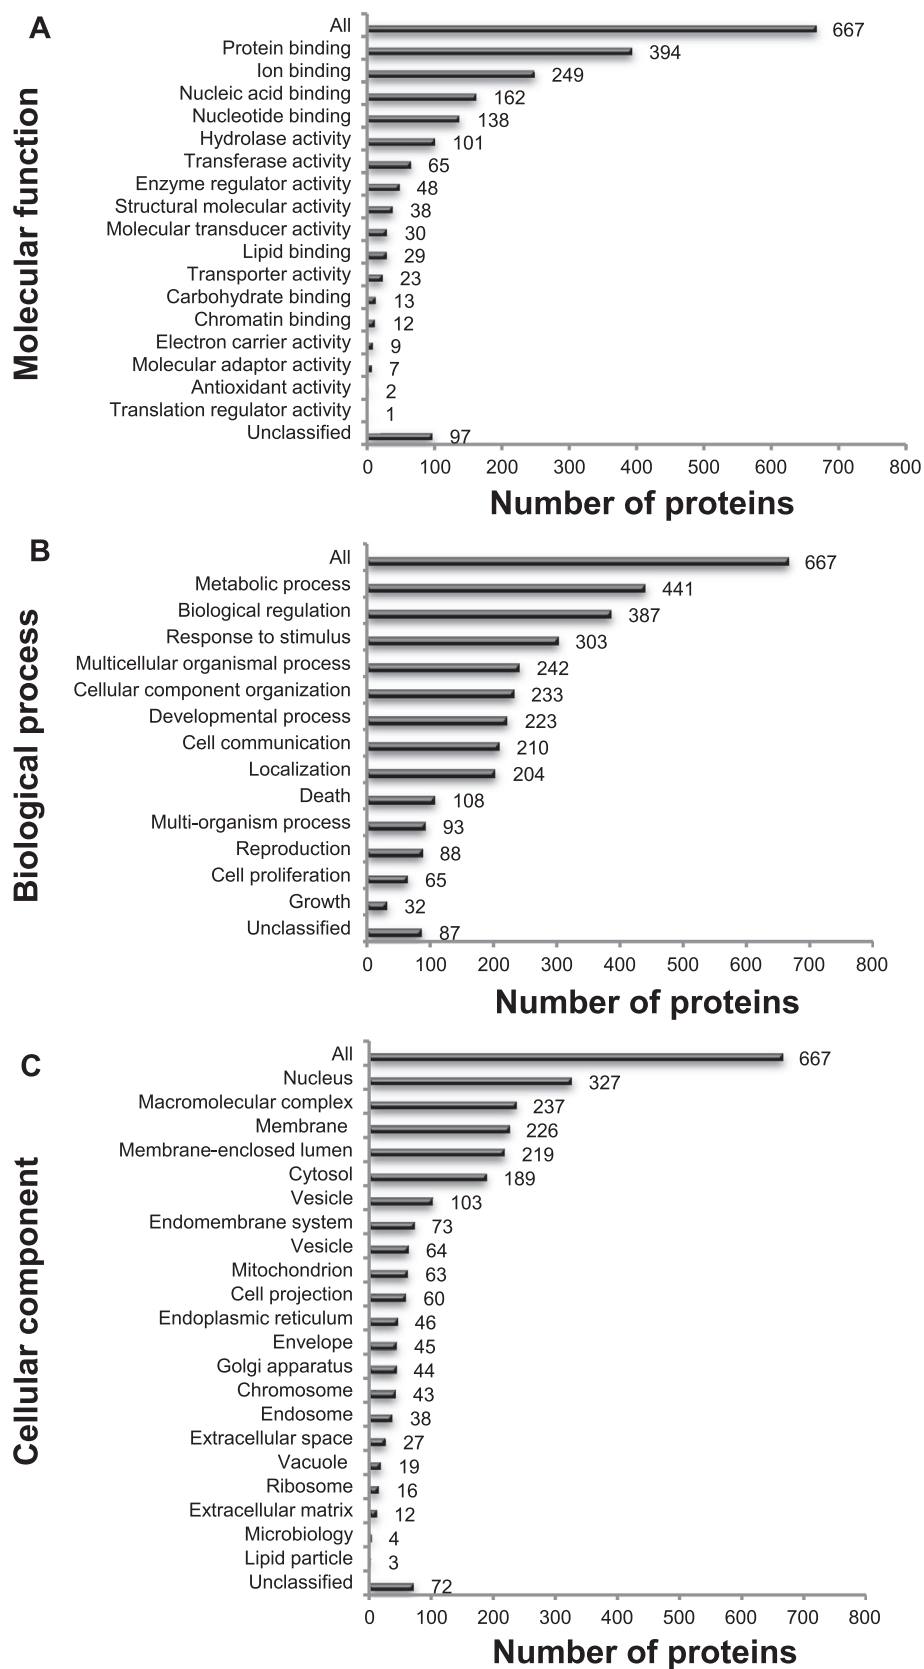 A
Molecular function
All 667
Protein binding 394
Ion binding 249
Nucleic acid binding 162
Nucleotide binding 138
Hydrolase activity 101
Transferase activity 65
Enzyme regulator activity 48
Structural molecular activity 38
Molecular transducer activity 30
Lipid binding 29
Transporter activity 23
Carbohydrate binding 13
Chromatin binding 12
Electron carrier activity 9
Molecular adaptor activity 7
Antioxidant activity 2
Translation regulator activity 1
Unclassified 97
0 100 200 300 400 500 600 700 800
Number of proteins
B
Biological process
All 667
Metabolic process 441
Biological regulation 387
Response to stimulus 303
Multicellular organismal process 242
Cellular component organization 233
Developmental process 223
Cell communication 210
Localization 204
Death 108
Multi-organism process 93
Reproduction 88
Cell proliferation 65
Growth 32
Unclassified 87
0 100 200 300 400 500 600 700 800
Number of proteins
C
Cellular component
All 667
Nucleus 327
Macromolecular complex 237
Membrane 226
Membrane-enclosed lumen 219
Cytosol 189
Vesicle 103
Endomembrane system 73
Vesicle 64
Mitochondrion 63
Cell projection 60
Endoplasmic reticulum 46
Envelope 45
Golgi apparatus 44
Chromosome 43
Endosome 38
Extracellular space 27
Vacuole 19
Ribosome 16
Extracellular matrix 12
Microbiology 4
Lipid particle 3
Unclassified 72
0 100 200 300 400 500 600 700 800
Number of proteins